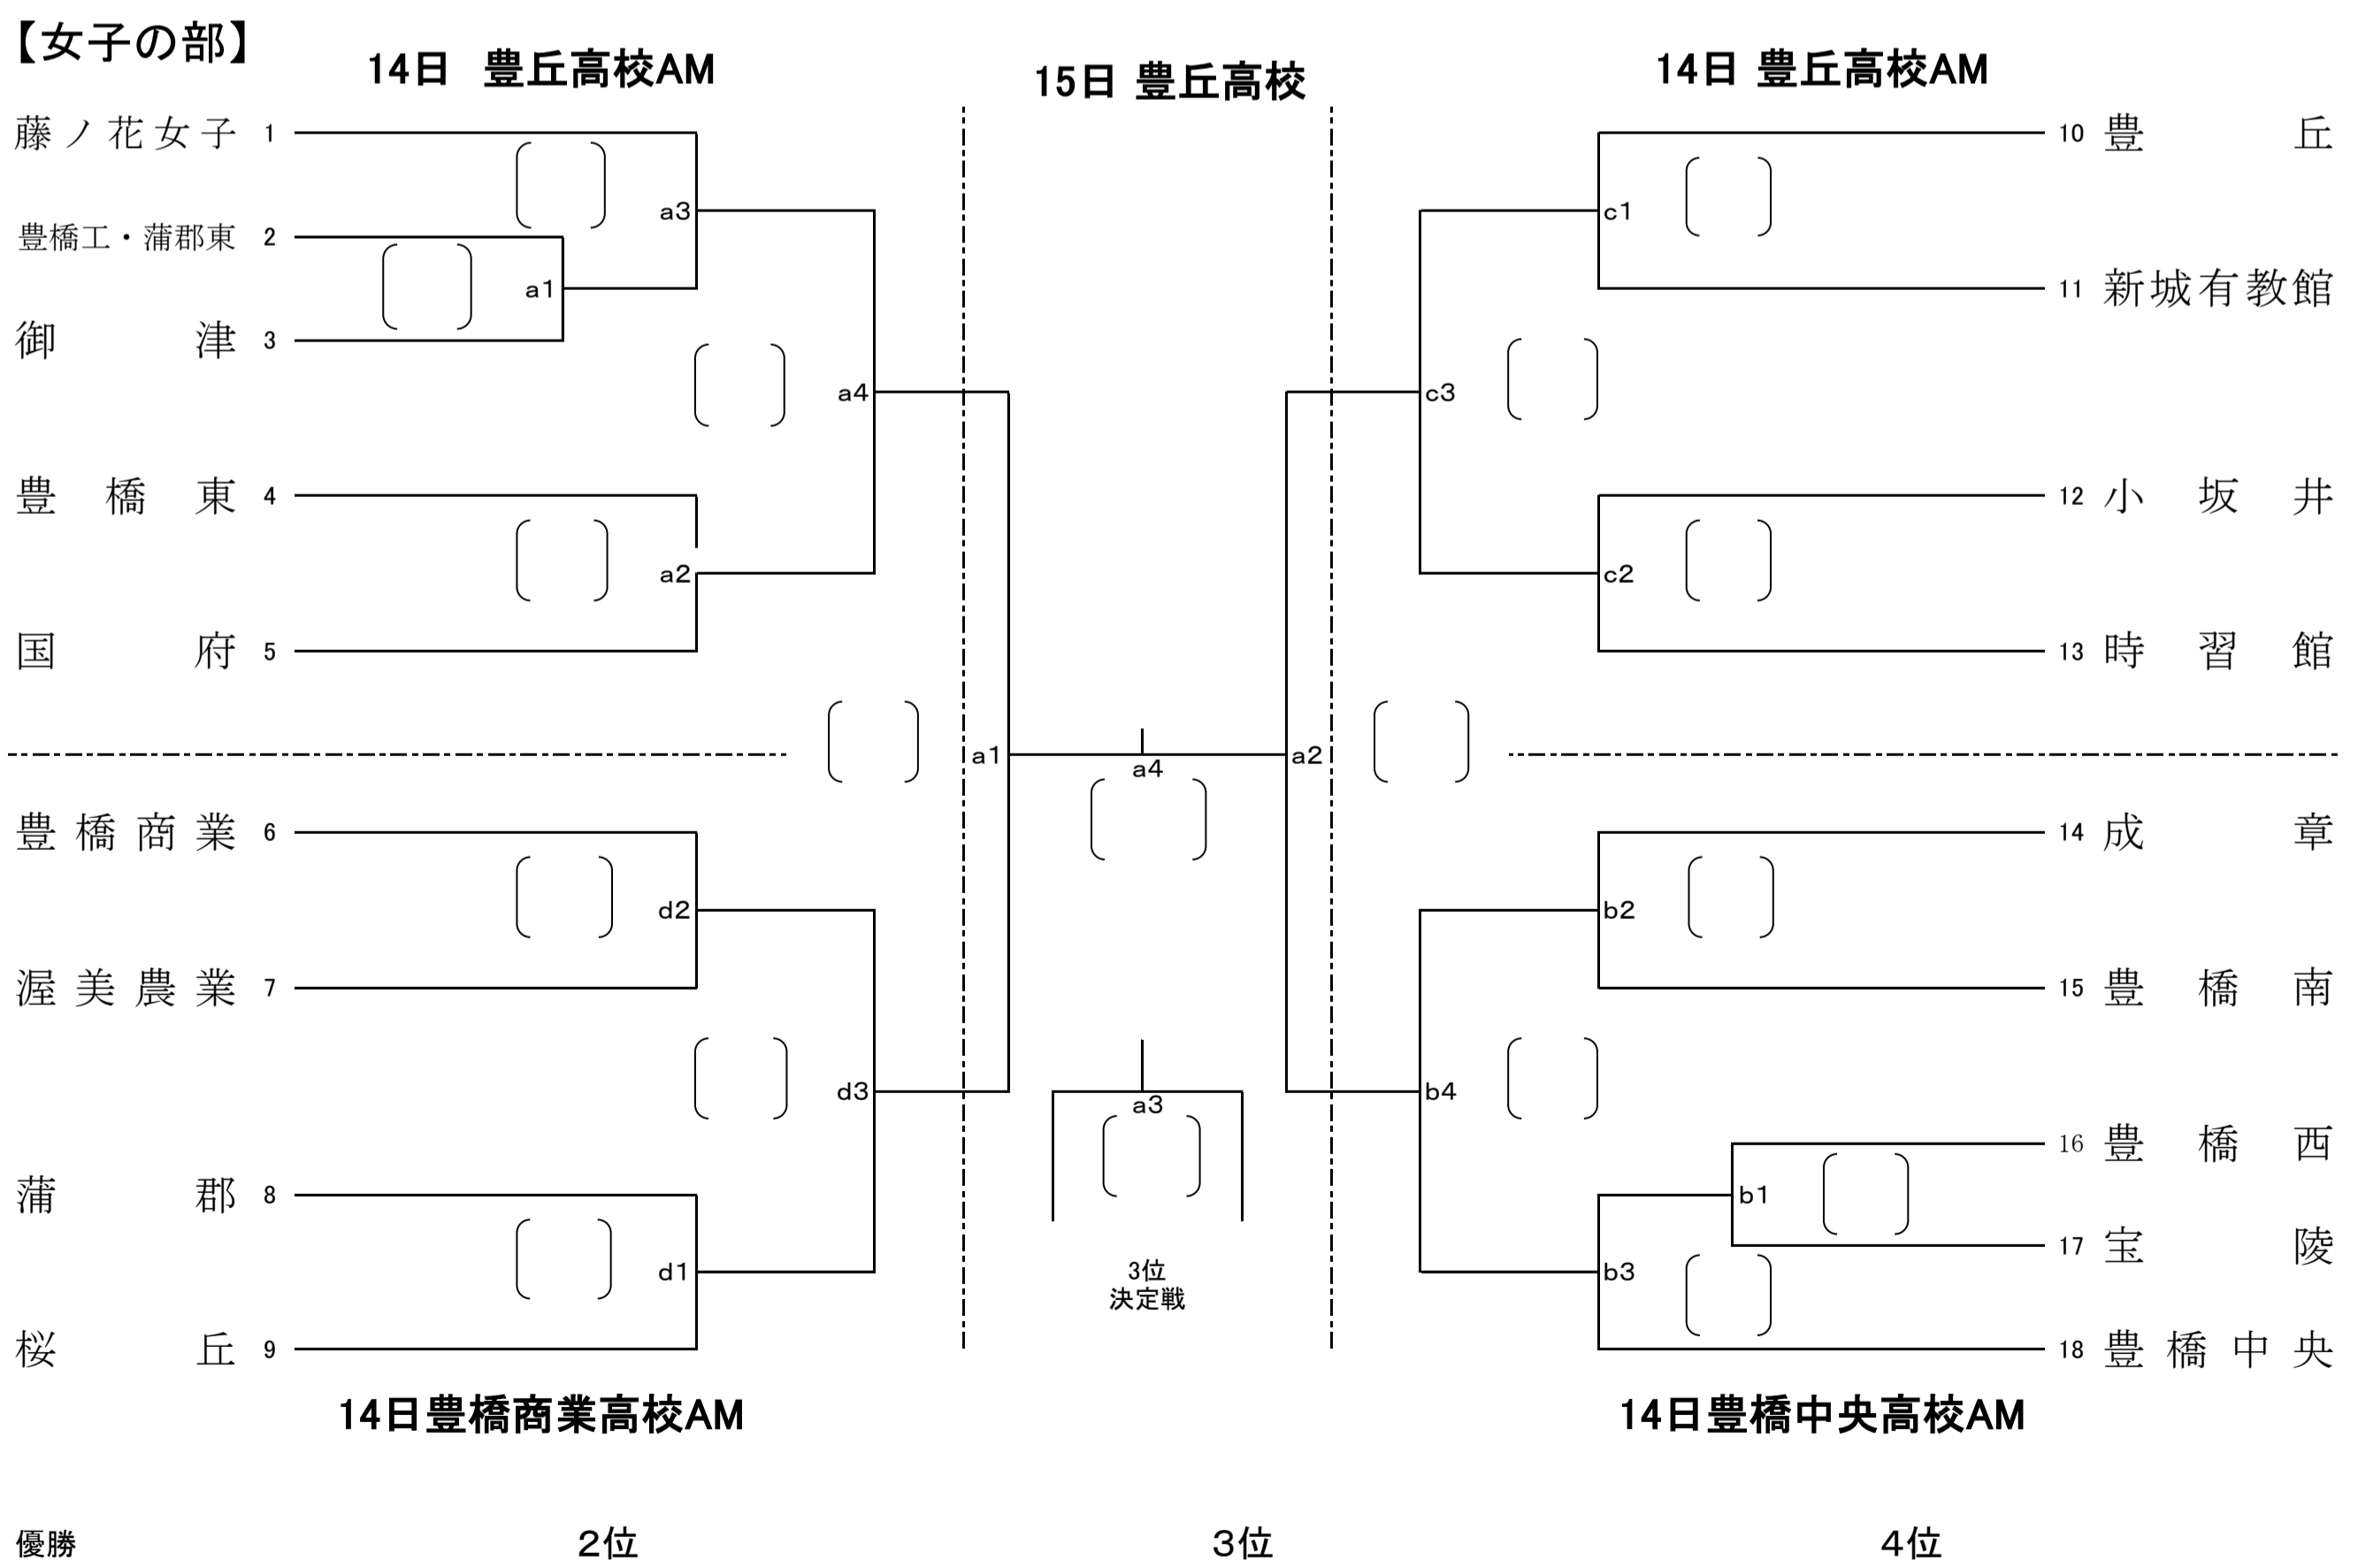 【女子の部】
14日 豊丘高校AM
15日 豊丘高校
14日 豊丘高校AM
藤ノ花女子 1
豊橋工・蒲郡東 2
御津 3
豊橋東 4
国府 5
豊橋商業 6
渥美農業 7
蒲郡 8
桜丘 9
a3
a1
a4
a2
d2
d3
d1
a1
a4
a2
a3
3位
決定戦
c1
c3
c2
b2
b4
b1
b3
10 豊丘
11 新城有教館
12 小坂井
13 時習館
14 成章
15 豊橋南
16 豊橋西
17 宝陵
18 豊橋中央
14日豊橋商業高校AM
14日豊橋中央高校AM
優勝 2位 3位 4位